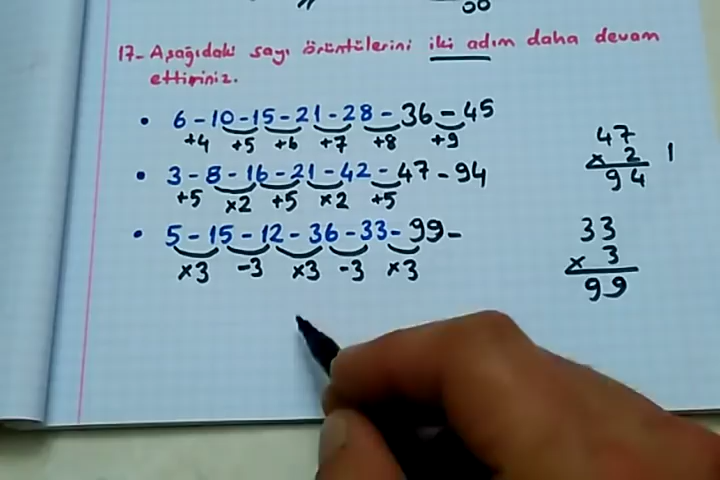 00
17- Aşağıdaki sayı örüntülerini iki adım daha devam
ettiriniz.
• 6-10-15-21-28-36-45
+4 +5 +6 +7 +8 +9
• 3-8-16-21-42-47-94
+5 ×2 +5 ×2 +5
• 5-15-12-36-33-99-
×3 -3 ×3 -3 ×3
47
× 2
94
1
33
× 3
99